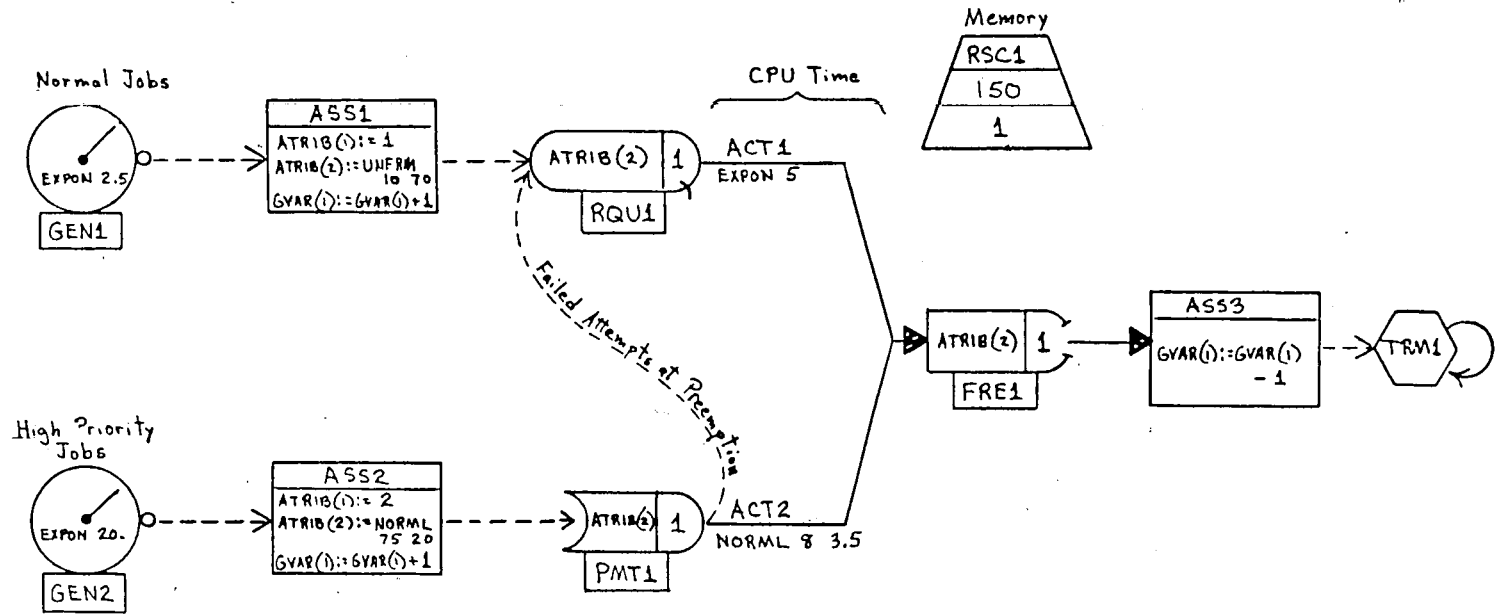 Memory
RSC1
150
1
Normal Jobs
EXPON 2.5
GEN1
ASS1
ATRIB(1):= 1
ATRIB(2):=UNFRM
10 70
GVAR(1):=GVAR(1)+1
ATRIB(2) 1
RQU1
CPU Time
ACT1
EXPON 5
Failed Attempts at Preemption
ATRIB(2) 1
FRE1
ASS3
GVAR(1):=GVAR(1)
- 1
TRM1
High Priority
Jobs
EXPON 20.
GEN2
ASS2
ATRIB(1):= 2
ATRIB(2):=NORML
75 20
GVAR(1):=GVAR(1)+1
ATRIB(2) 1
PMT1
ACT2
NORML 8 3.5